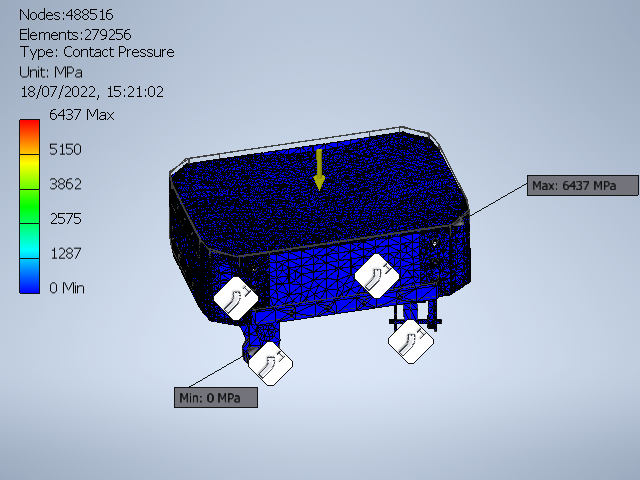 Nodes:488516
Elements:279256
Type: Contact Pressure
Unit: MPa
18/07/2022, 15:21:02
6437 Max
5150
3862
2575
1287
0 Min
Max: 6437 MPa
Min: 0 MPa